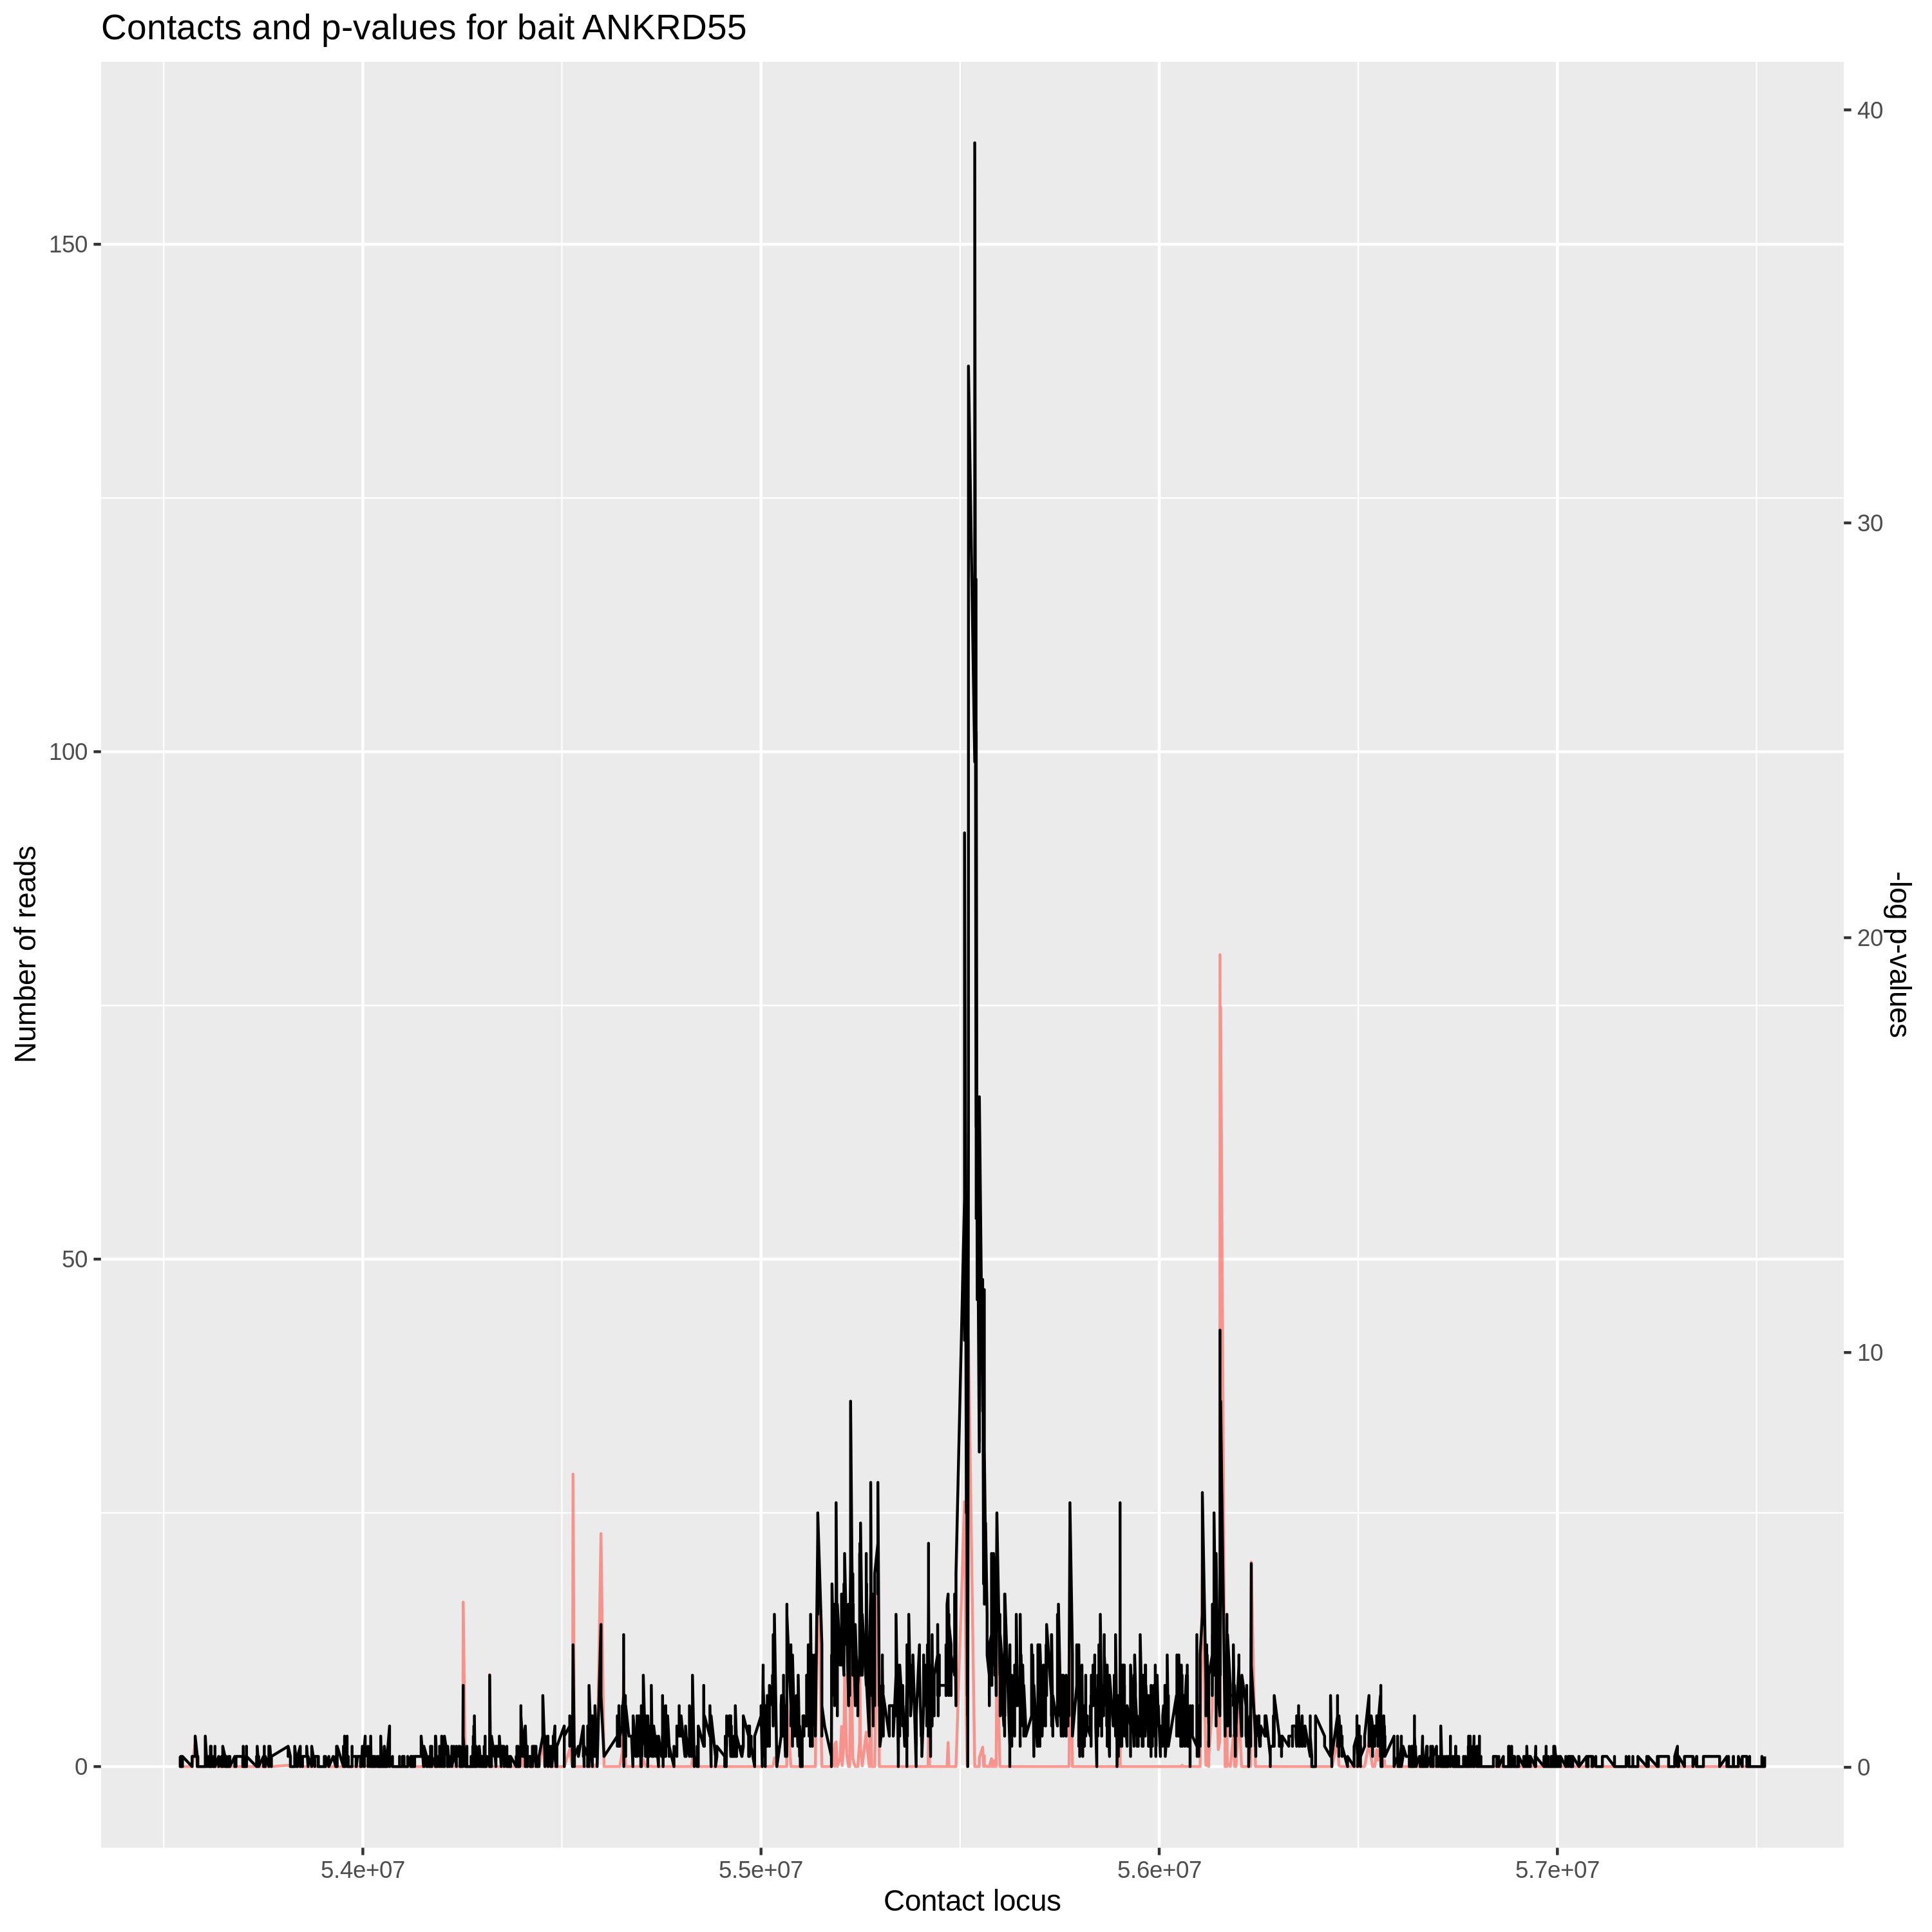 Contacts and p-values for bait ANKRD55
150
100
50
0
Number of reads
40
30
20
10
0
-log p-values
5.4e+07
5.5e+07
5.6e+07
5.7e+07
Contact locus